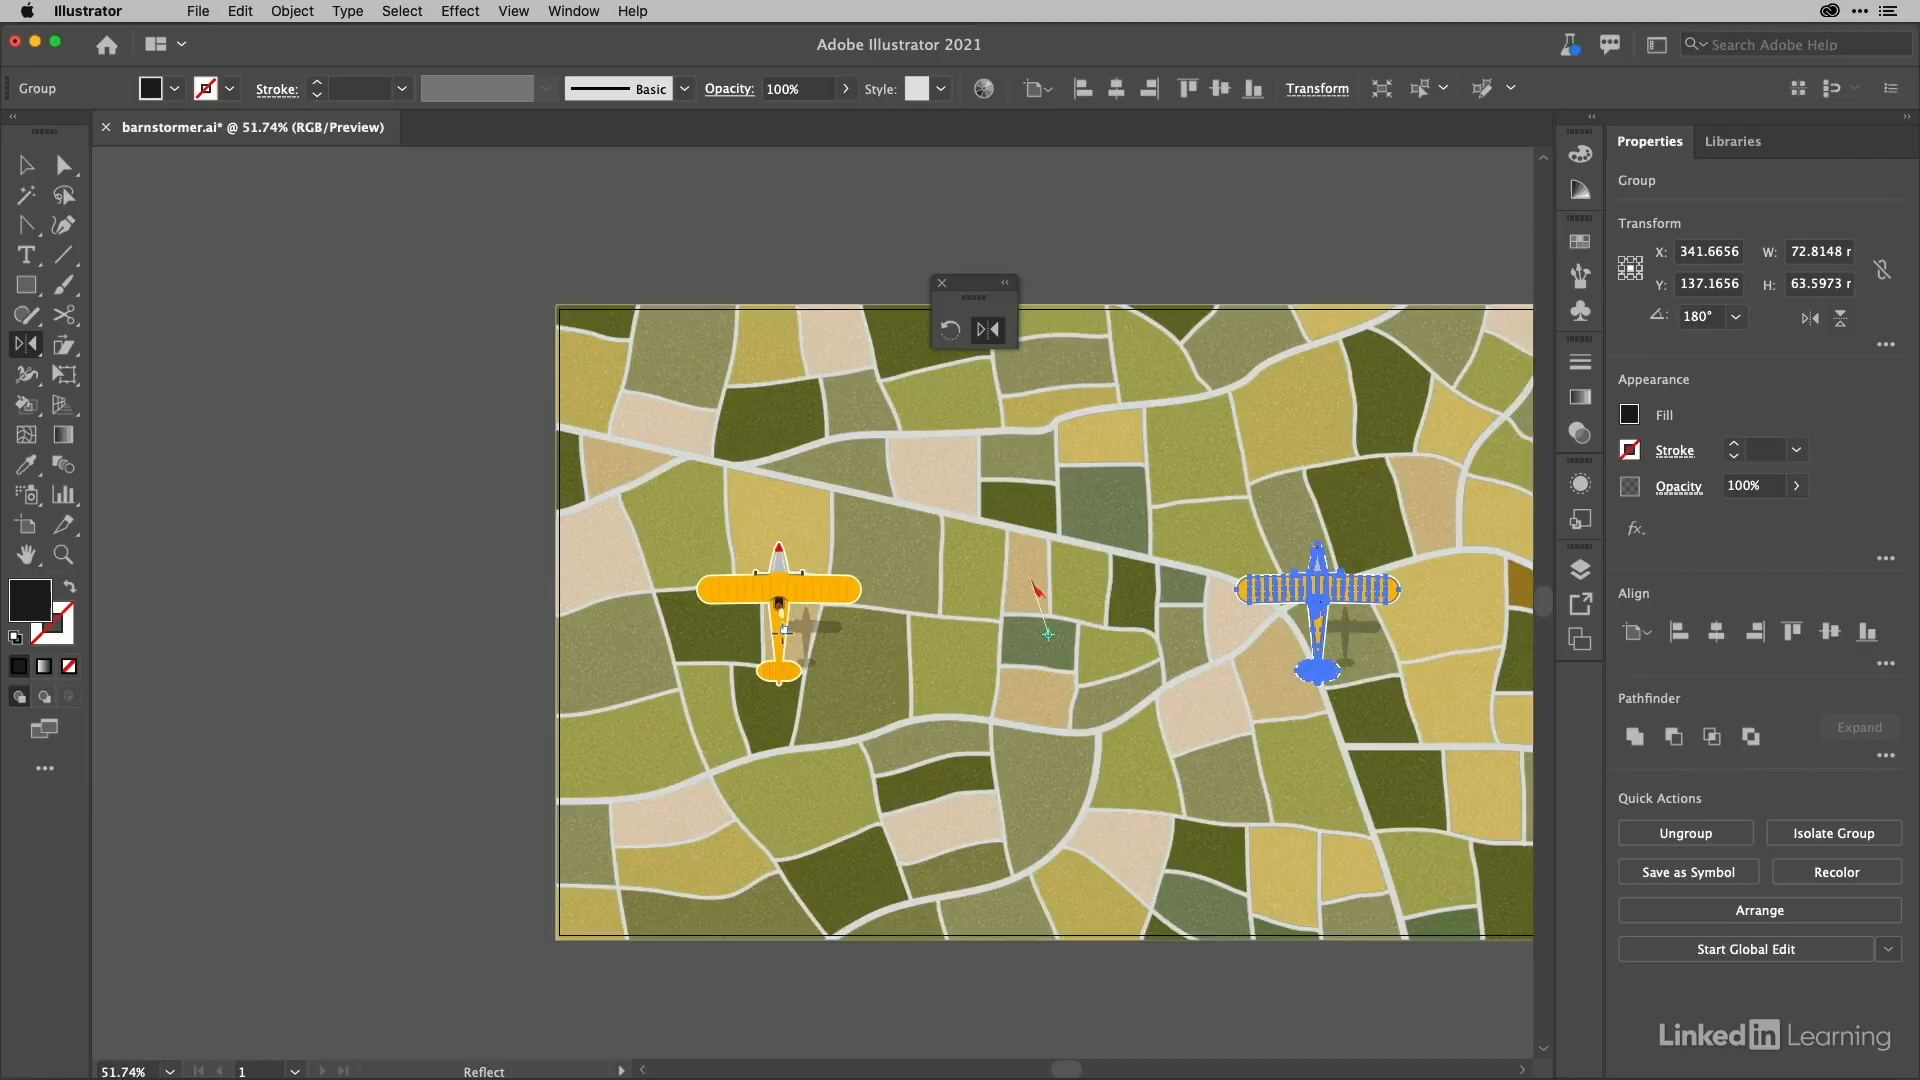 Illustrator File Edit Object Type Select Effect View Window Help
Adobe Illustrator 2021
Search Adobe Help
Group Stroke: Basic Opacity: 100% Style: Transform
barnstormer.ai* @ 51.74% (RGB/Preview)
Properties Libraries
Group
Transform
X: 341.6656 W: 72.8148 r
Y: 137.1656 H: 63.5973 r
180°
Appearance
Fill
Stroke
Opacity 100%
fx.
Align
Pathfinder
Expand
Quick Actions
Ungroup Isolate Group
Save as Symbol Recolor
Arrange
Start Global Edit
LinkedIn Learning
51.74% 1 Reflect